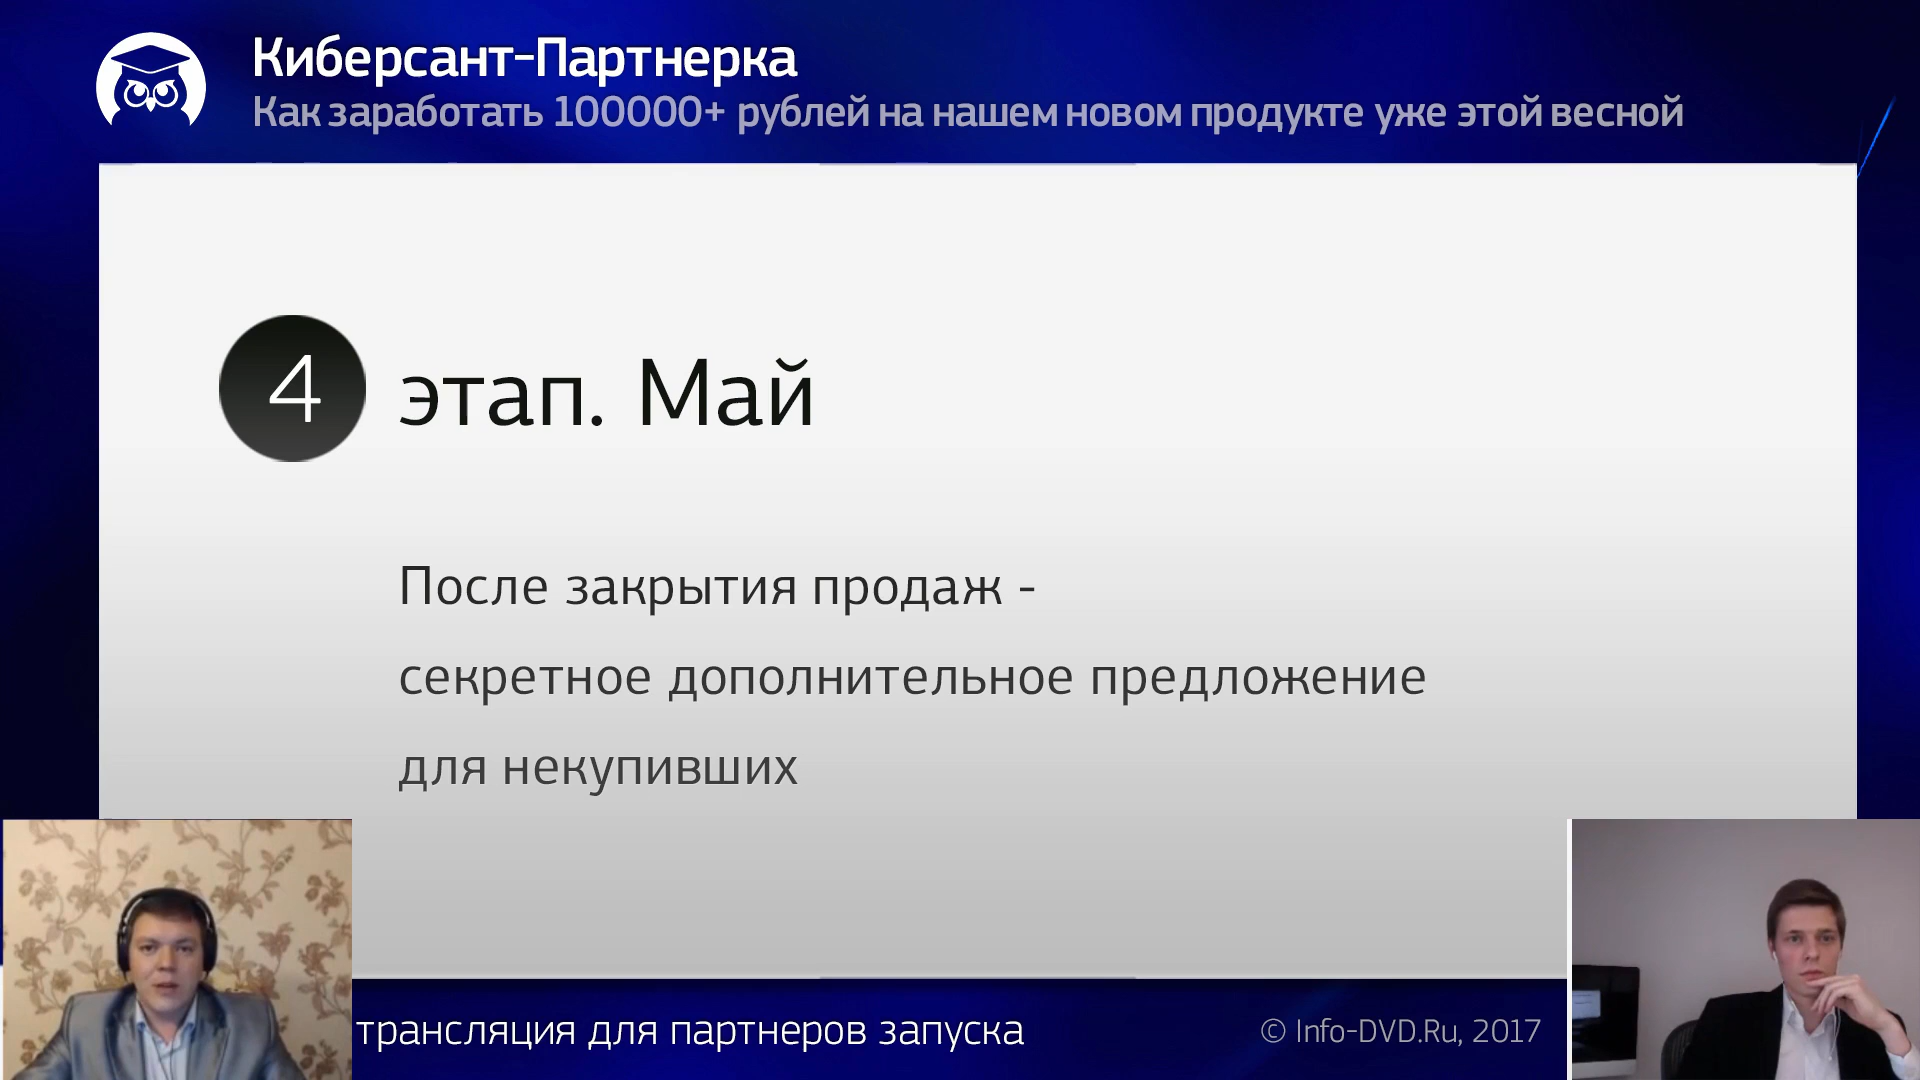 Киберсант-Партнерка
Как заработать 100000+ рублей на нашем новом продукте уже этой весной
4 этап. Май
После закрытия продаж -
секретное дополнительное предложение
для некупивших
трансляция для партнеров запуска
© Info-DVD.Ru, 2017